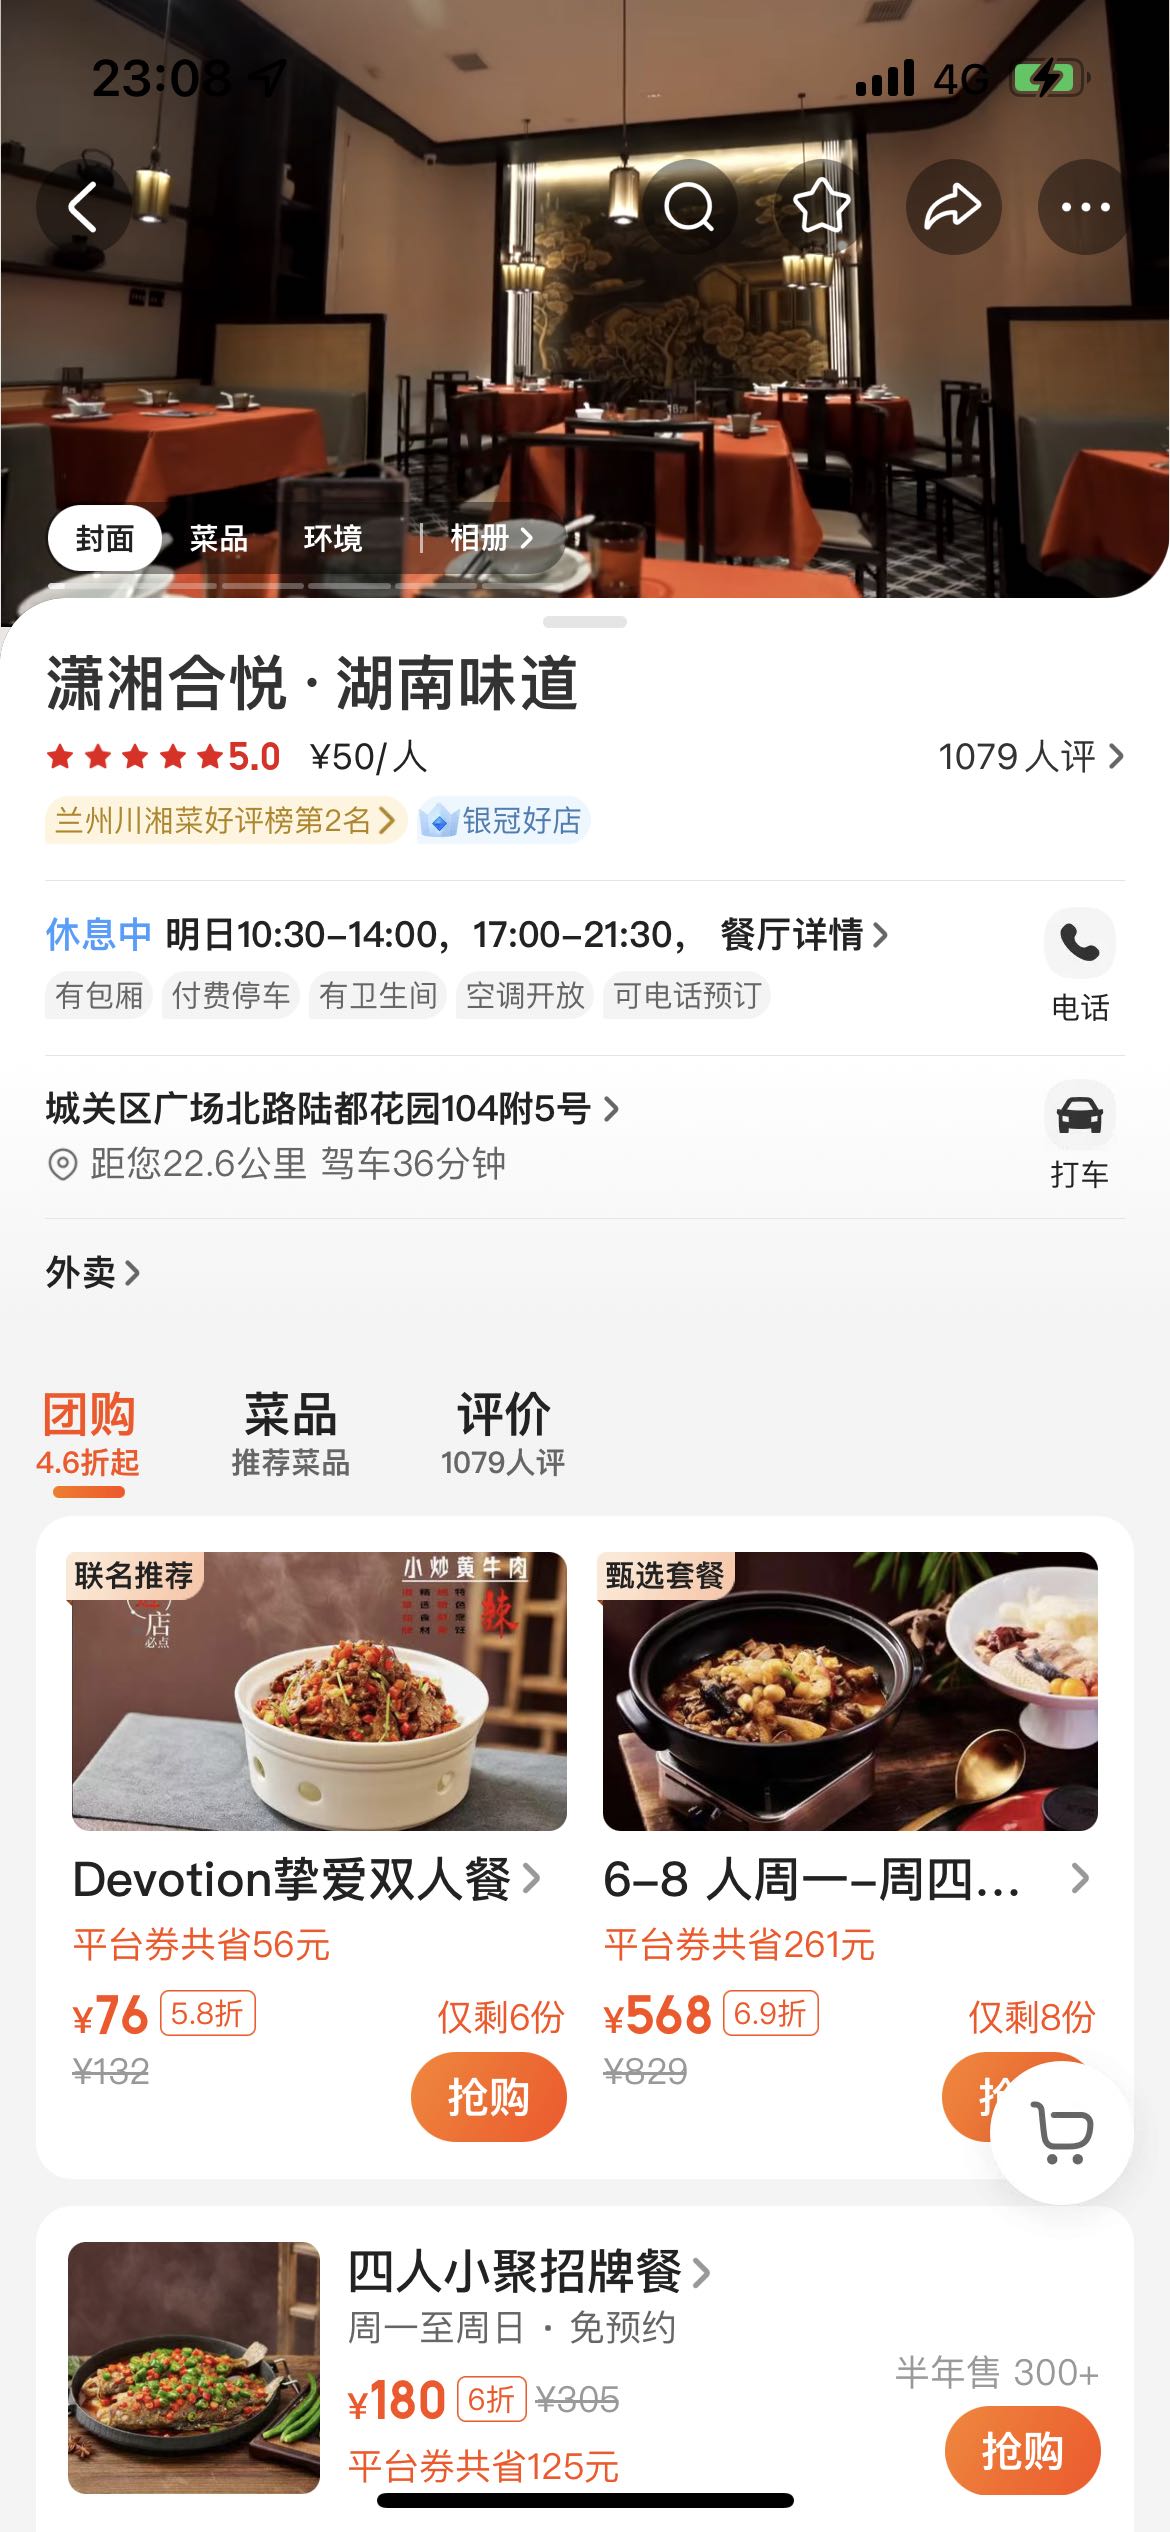 23:08
4G
封面 菜品 环境 | 相册
潇湘合悦 · 湖南味道
5.0 ¥50/人 1079人评
兰州川湘菜好评榜第2名 银冠好店
休息中 明日10:30-14:00，17:00-21:30， 餐厅详情
有包厢 付费停车 有卫生间 空调开放 可电话预订
电话
城关区广场北路陆都花园104附5号
距您22.6公里 驾车36分钟
打车
外卖
团购 菜品 评价
4.6折起 推荐菜品 1079人评
联名推荐
店
必点
小炒黄牛肉
辣
甄选套餐
Devotion挚爱双人餐
平台券共省56元
¥76 5.8折 仅剩6份
¥132
抢购
6-8 人周一-周四...
平台券共省261元
¥568 6.9折 仅剩8份
¥829
四人小聚招牌餐
周一至周日 · 免预约
半年售 300+
¥180 6折 ¥305
平台券共省125元
抢购